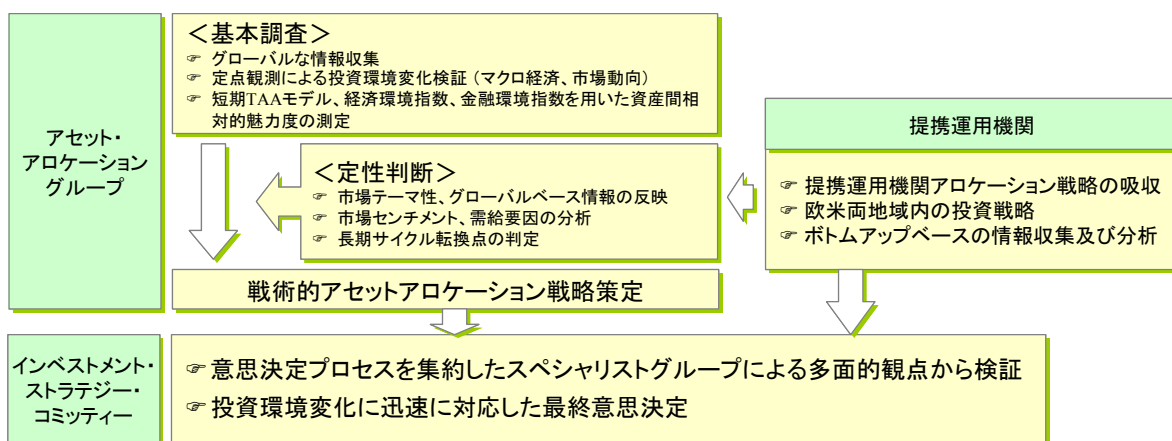 アセット・
アロケーション
グループ
＜基本調査＞
☞ グローバルな情報収集
☞ 定点観測による投資環境変化検証（マクロ経済、市場動向）
☞ 短期TAAモデル、経済環境指数、金融環境指数を用いた資産間相
対的魅力度の測定
＜定性判断＞
☞ 市場テーマ性、グローバルベース情報の反映
☞ 市場センチメント、需給要因の分析
☞ 長期サイクル転換点の判定
戦術的アセットアロケーション戦略策定
提携運用機関
☞ 提携運用機関アロケーション戦略の吸収
☞ 欧米両地域内の投資戦略
☞ ボトムアップベースの情報収集及び分析
インベストメント・
ストラテジー・
コミッティー
☞ 意思決定プロセスを集約したスペシャリストグループによる多面的観点から検証
☞ 投資環境変化に迅速に対応した最終意思決定